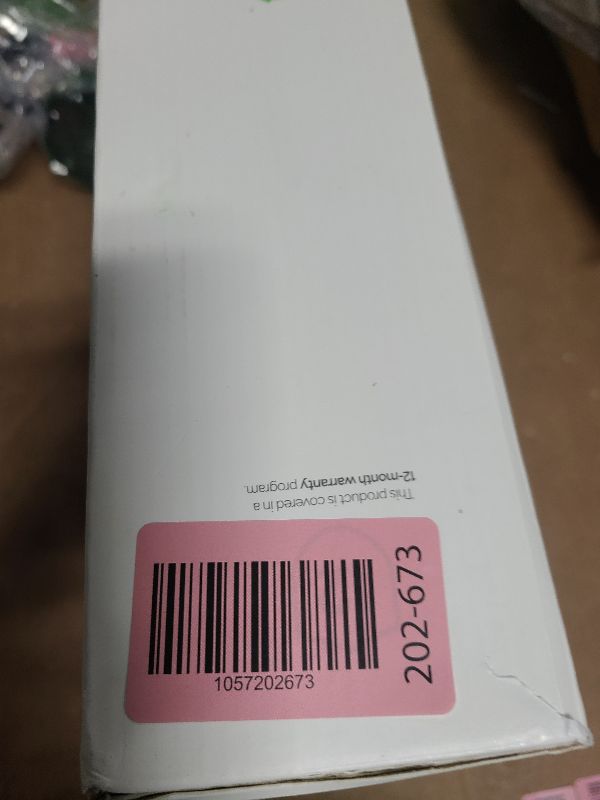 This product is covered in a
12-month warranty program.
1057202673
202-673